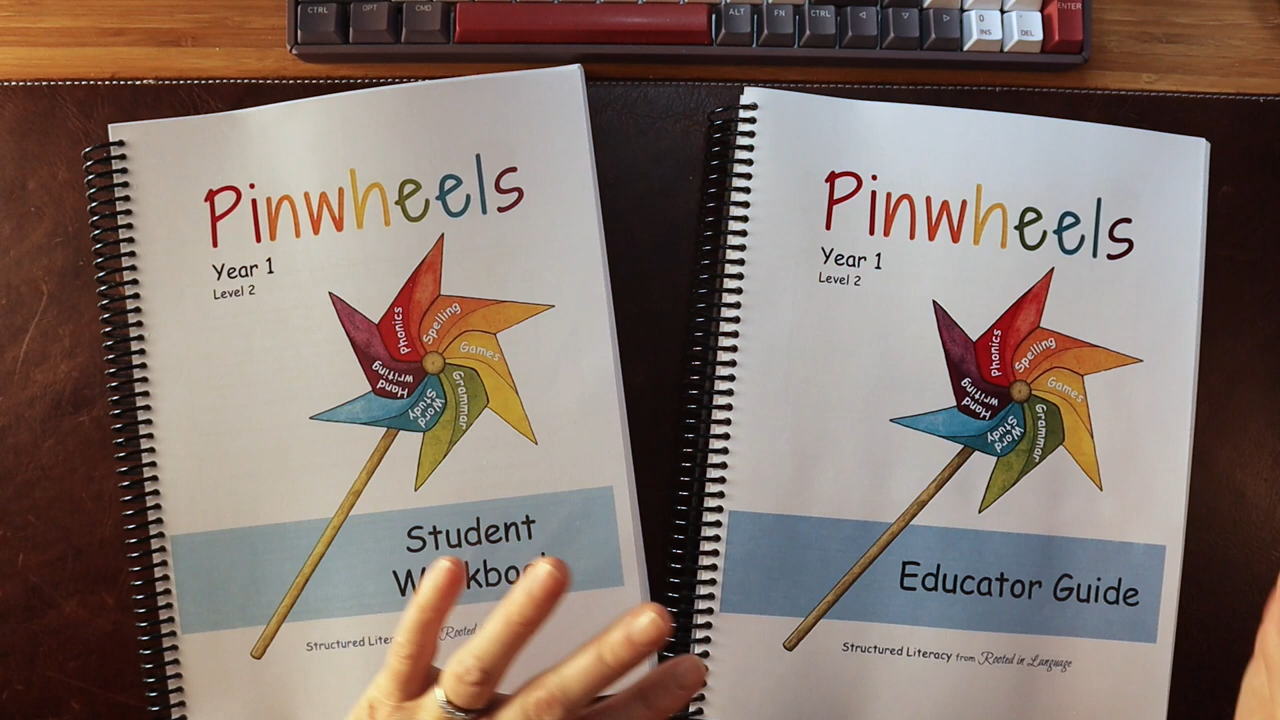 CTRL OPT CMD ALT FN CTRL 0 INS . DEL ENTER
Pinwheels
Year 1
Level 2
Phonics
Spelling
Games
Grammar
Word Study
Hand writing
Student
Structured
Rooted
Pinwheels
Year 1
Level 2
Phonics
Spelling
Games
Grammar
Word Study
Hand writing
Educator Guide
Structured Literacy from Rooted in Language